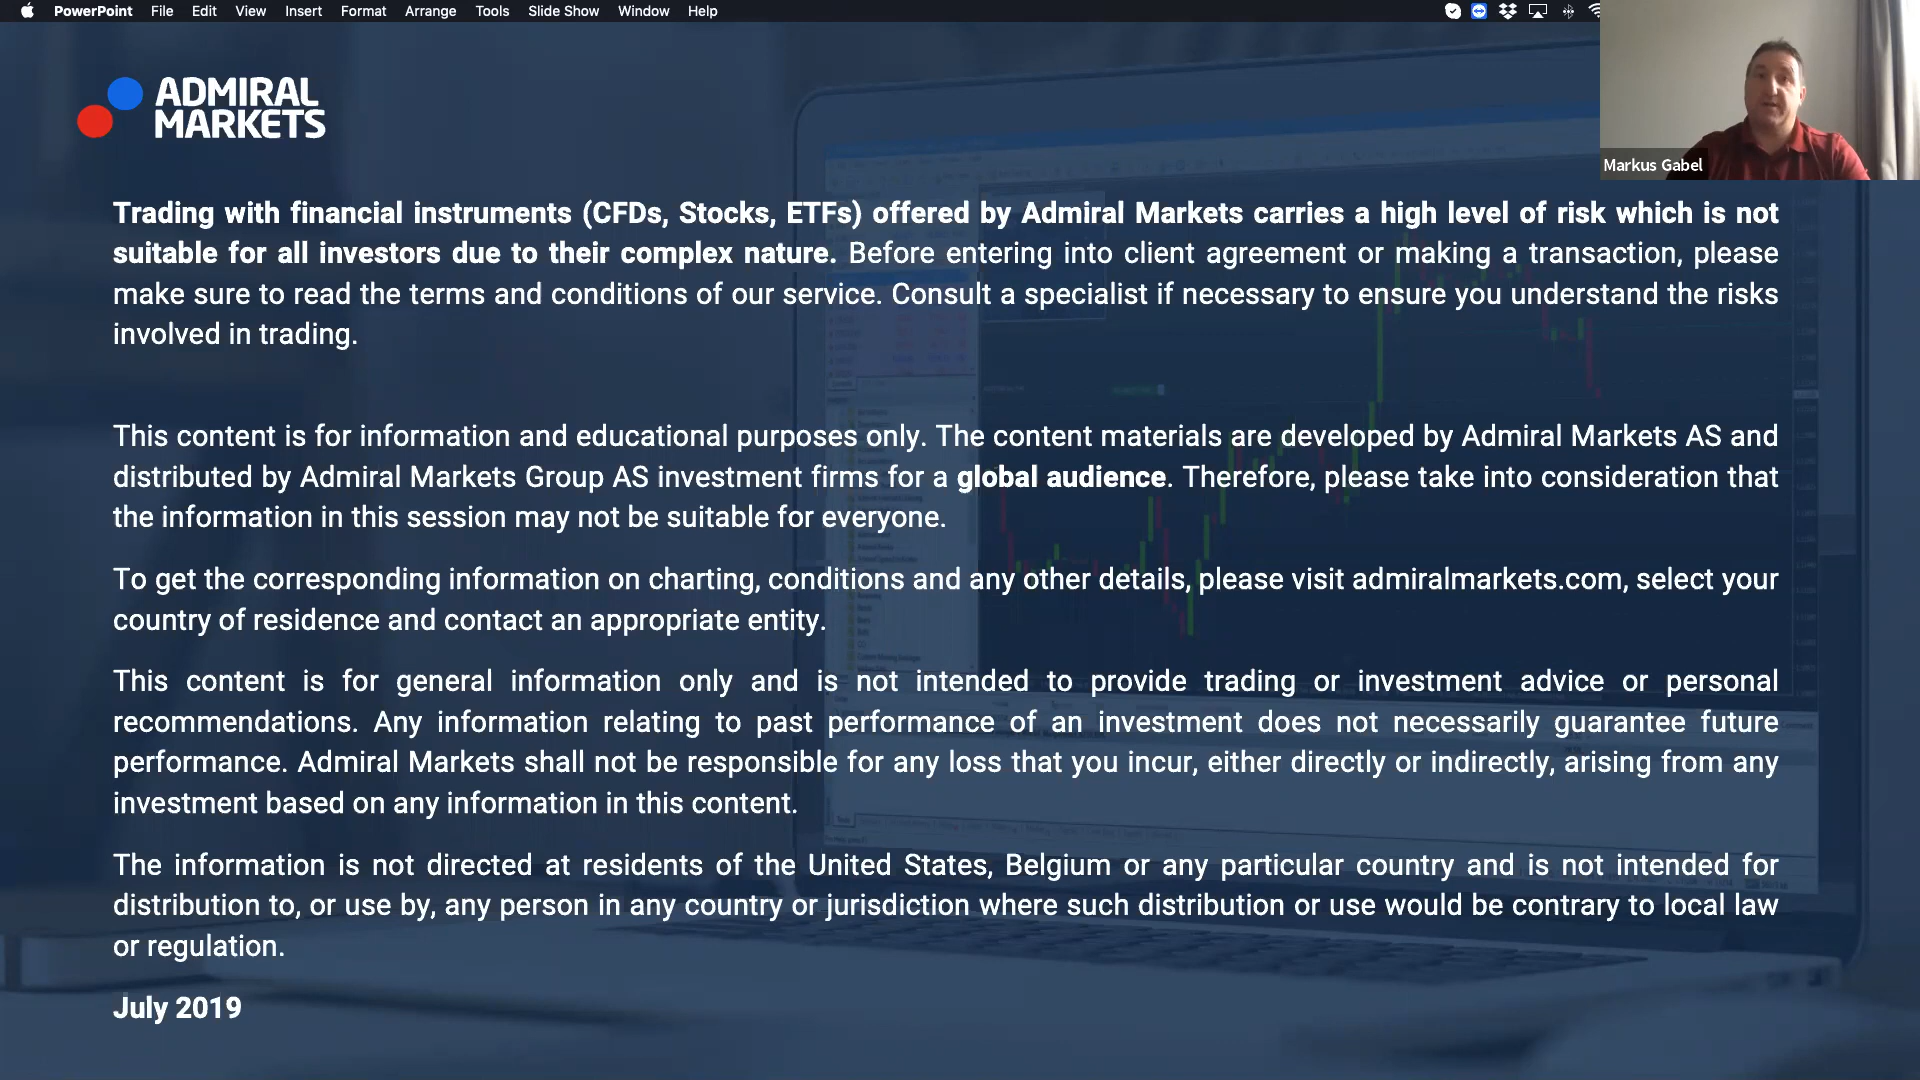 PowerPoint File Edit View Insert Format Arrange Tools Slide Show Window Help
Markus Gabel
ADMIRAL
MARKETS
Trading with financial instruments (CFDs, Stocks, ETFs) offered by Admiral Markets carries a high level of risk which is not
suitable for all investors due to their complex nature. Before entering into client agreement or making a transaction, please
make sure to read the terms and conditions of our service. Consult a specialist if necessary to ensure you understand the risks
involved in trading.
This content is for information and educational purposes only. The content materials are developed by Admiral Markets AS and
distributed by Admiral Markets Group AS investment firms for a global audience. Therefore, please take into consideration that
the information in this session may not be suitable for everyone.
To get the corresponding information on charting, conditions and any other details, please visit admiralmarkets.com, select your
country of residence and contact an appropriate entity.
This content is for general information only and is not intended to provide trading or investment advice or personal
recommendations. Any information relating to past performance of an investment does not necessarily guarantee future
performance. Admiral Markets shall not be responsible for any loss that you incur, either directly or indirectly, arising from any
investment based on any information in this content.
The information is not directed at residents of the United States, Belgium or any particular country and is not intended for
distribution to, or use by, any person in any country or jurisdiction where such distribution or use would be contrary to local law
or regulation.
July 2019